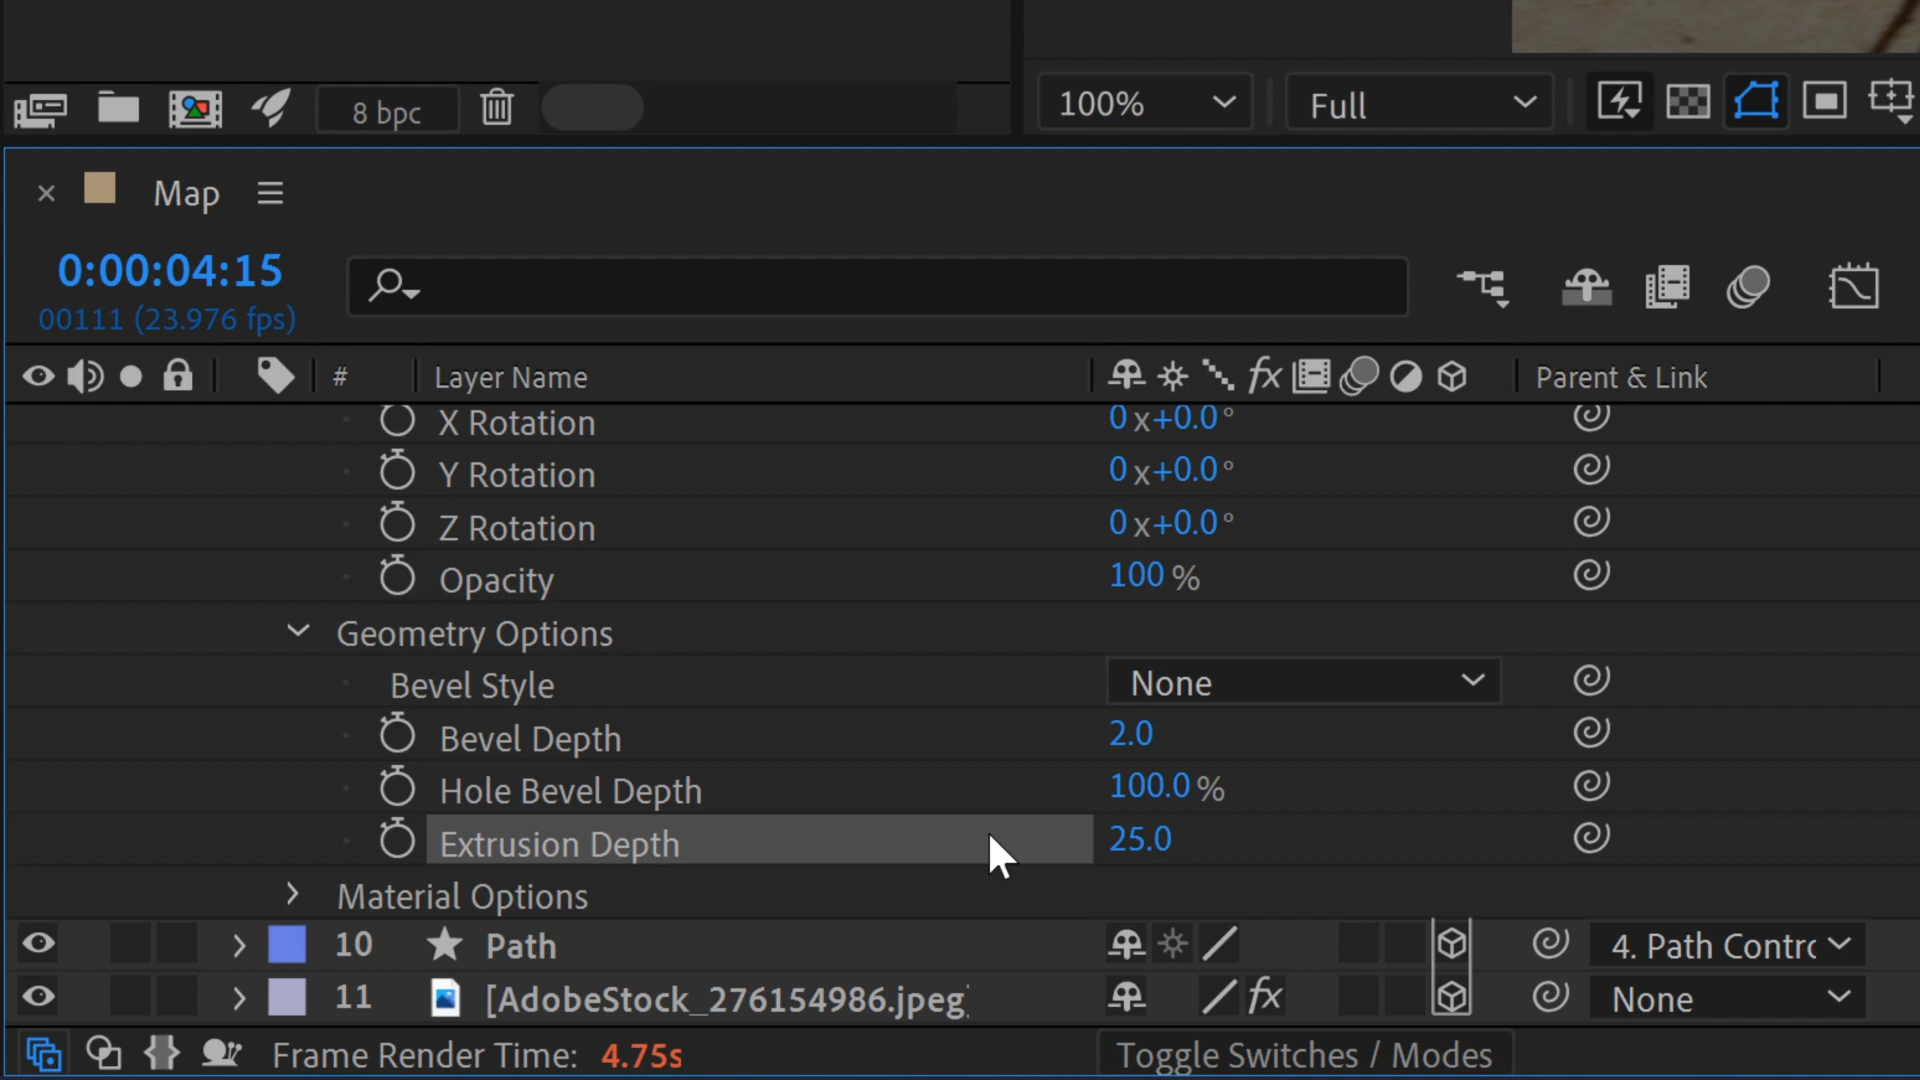 8 bpc
100%
Full
Map
0:00:04:15
00111 (23.976 fps)
#
Layer Name
fx
Parent & Link
X Rotation
0 x+0.0°
Y Rotation
0 x+0.0°
Z Rotation
0 x+0.0°
Opacity
100 %
Geometry Options
Bevel Style
None
Bevel Depth
2.0
Hole Bevel Depth
100.0 %
Extrusion Depth
25.0
Material Options
10
Path
4. Path Contro
11
[AdobeStock_276154986.jpeg]
fx
None
Frame Render Time: 4.75s
Toggle Switches / Modes